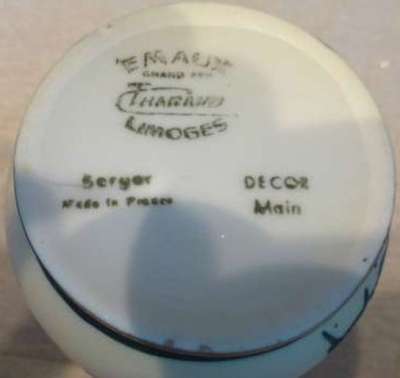 EMAUX
GRAND FEU
C.THARAUD
LIMOGES
Berger DECOR
Made in France Main